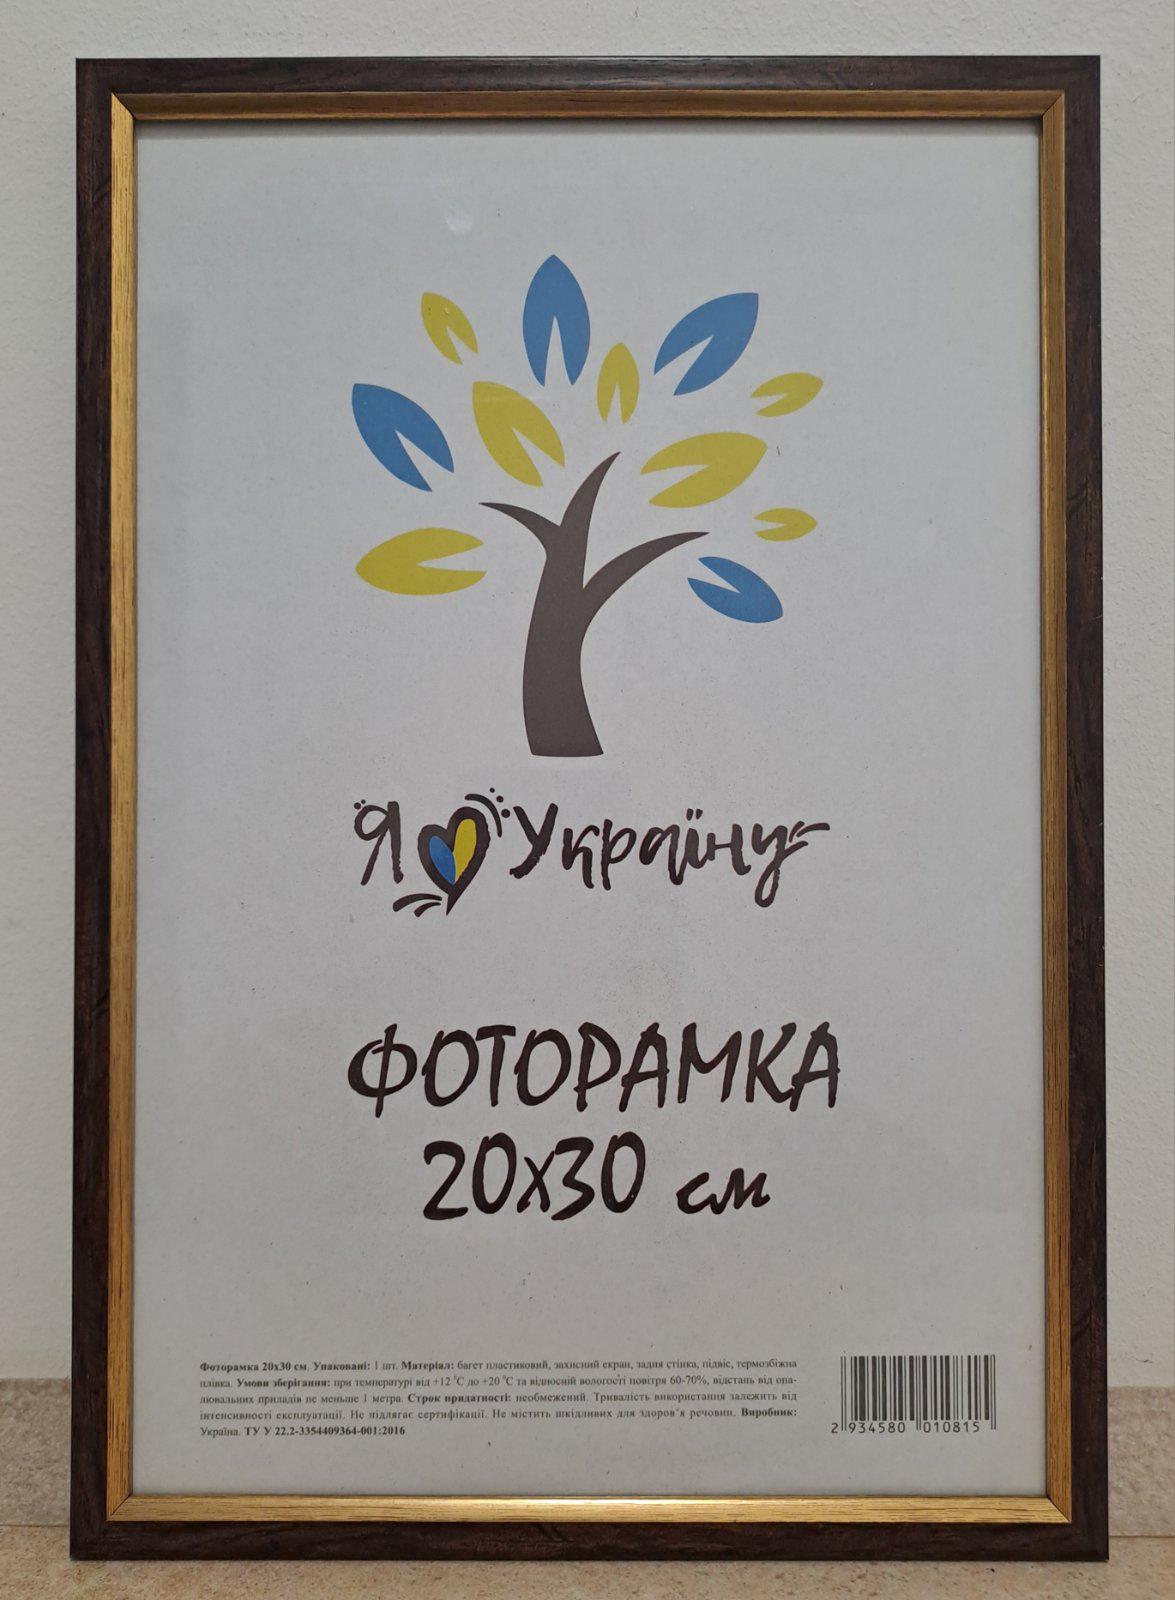 Я Україну
ФОТОРАМКА
20х30 см
Фоторамка 20х30 см. Упаковані: 1 шт. Матеріал: багет пластиковий, захисний екран, задня стінка, підвіс, термозбіжна
плівка. Умови зберігання: при температурі від +12 °С до +20 °С та відносній вологості повітря 60-70%, відстань від опа-
лювальних приладів не меньше 1 метра. Строк придатності: необмежений. Тривалість використання залежить від
інтенсивності експлуатації. Не підлягає сертифікації. Не містить шкідливих для здоров'я речовин. Виробник:
Україна. ТУ У 22.2-3354409364-001:2016
2 934580 010815